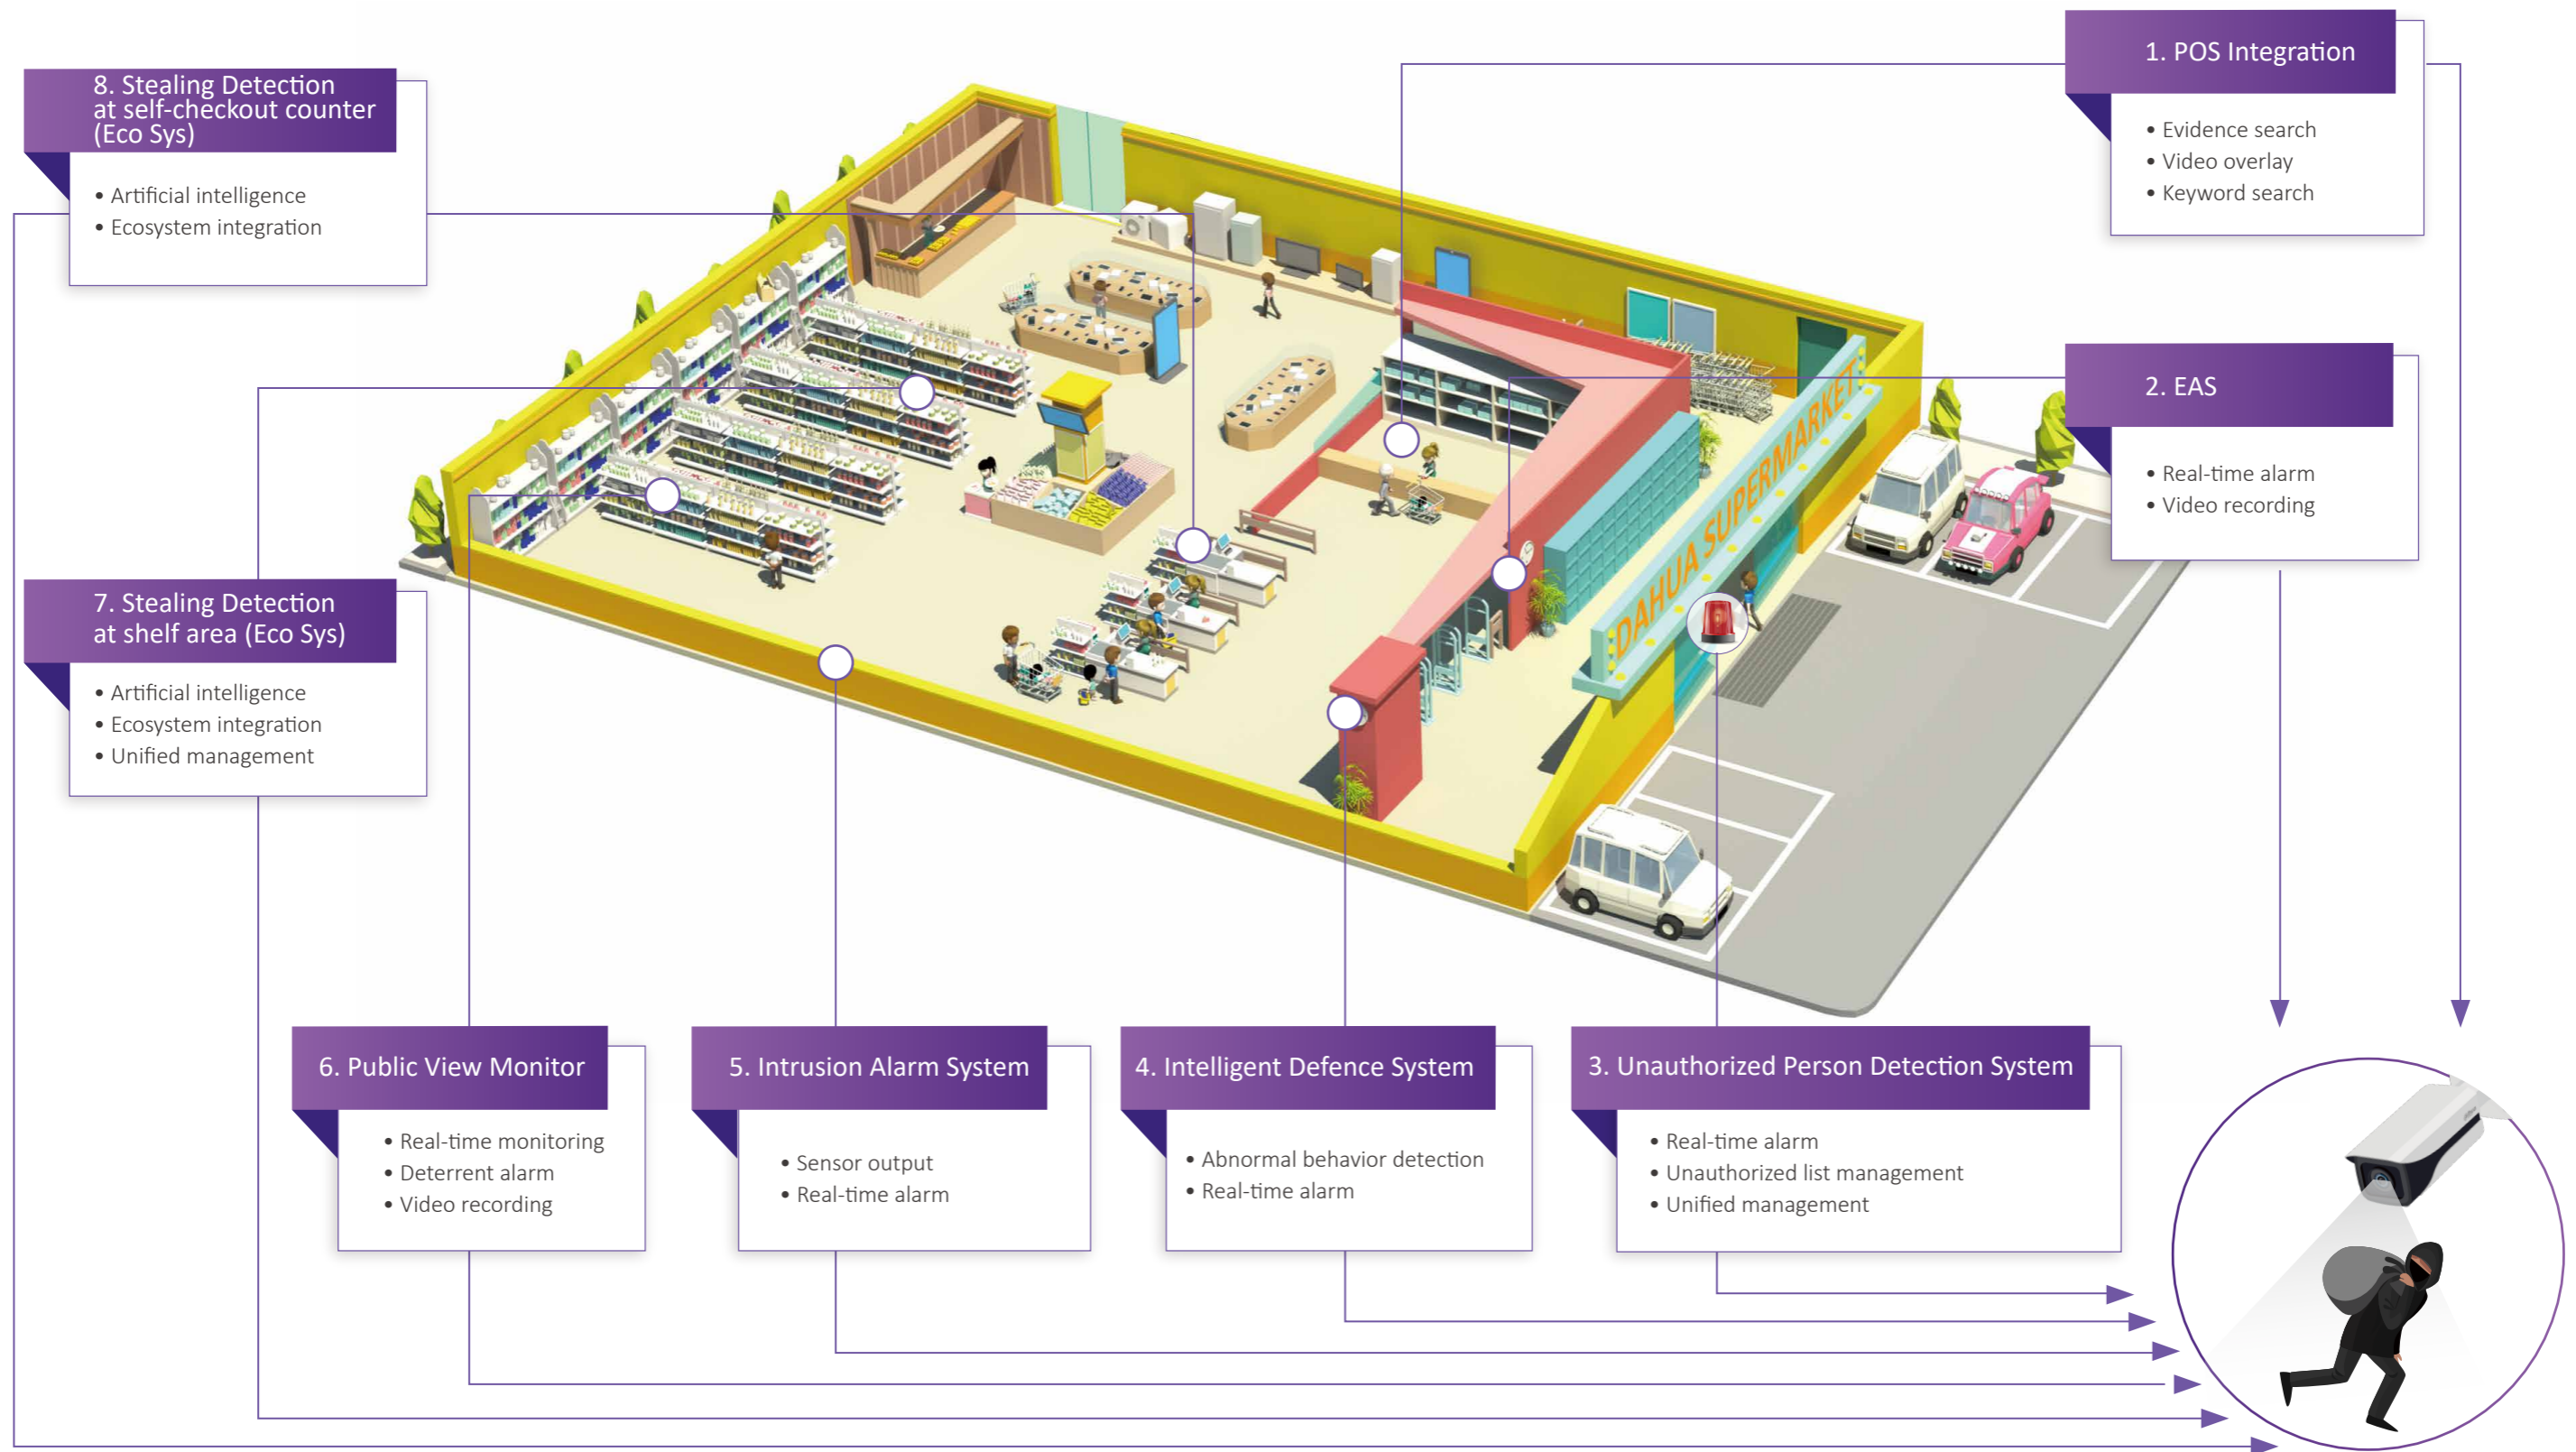 8. Stealing Detection
at self-checkout counter
(Eco Sys)
• Artificial intelligence
• Ecosystem integration
1. POS Integration
• Evidence search
• Video overlay
• Keyword search
2. EAS
• Real-time alarm
• Video recording
DAHUA SUPERMARKET
7. Stealing Detection
at shelf area (Eco Sys)
• Artificial intelligence
• Ecosystem integration
• Unified management
6. Public View Monitor
• Real-time monitoring
• Deterrent alarm
• Video recording
5. Intrusion Alarm System
• Sensor output
• Real-time alarm
4. Intelligent Defence System
• Abnormal behavior detection
• Real-time alarm
3. Unauthorized Person Detection System
• Real-time alarm
• Unauthorized list management
• Unified management